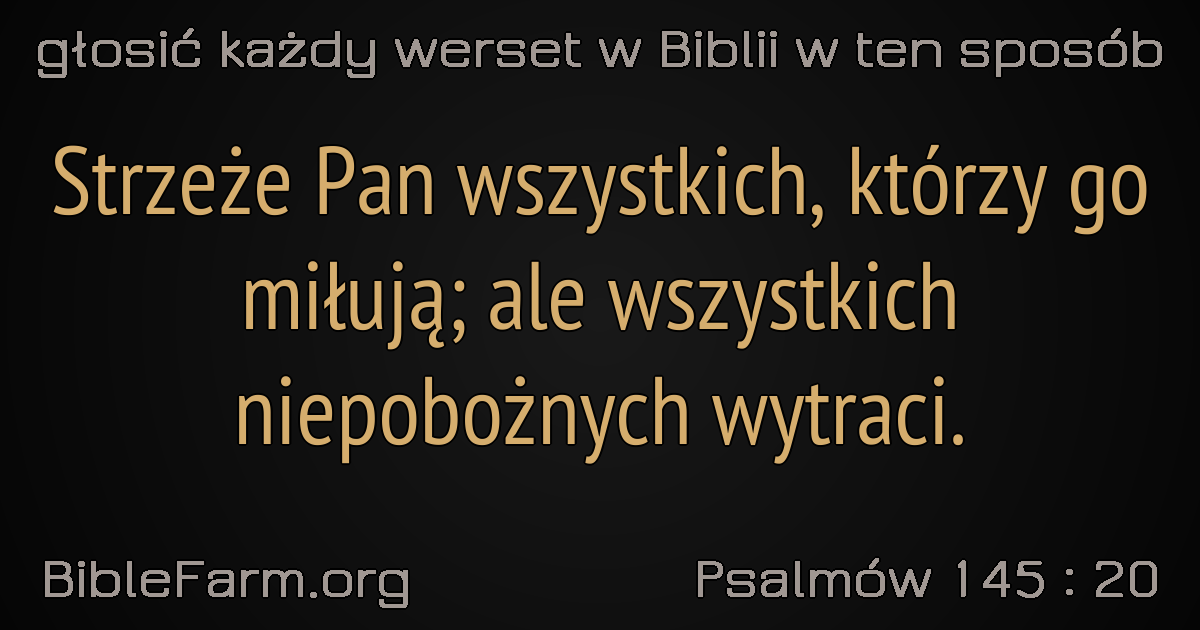 głosić każdy werset w Biblii w ten sposób
Strzeże Pan wszystkich, którzy go
miłują; ale wszystkich
niepobożnych wytraci.
BibleFarm.org
Psalmów 145 : 20